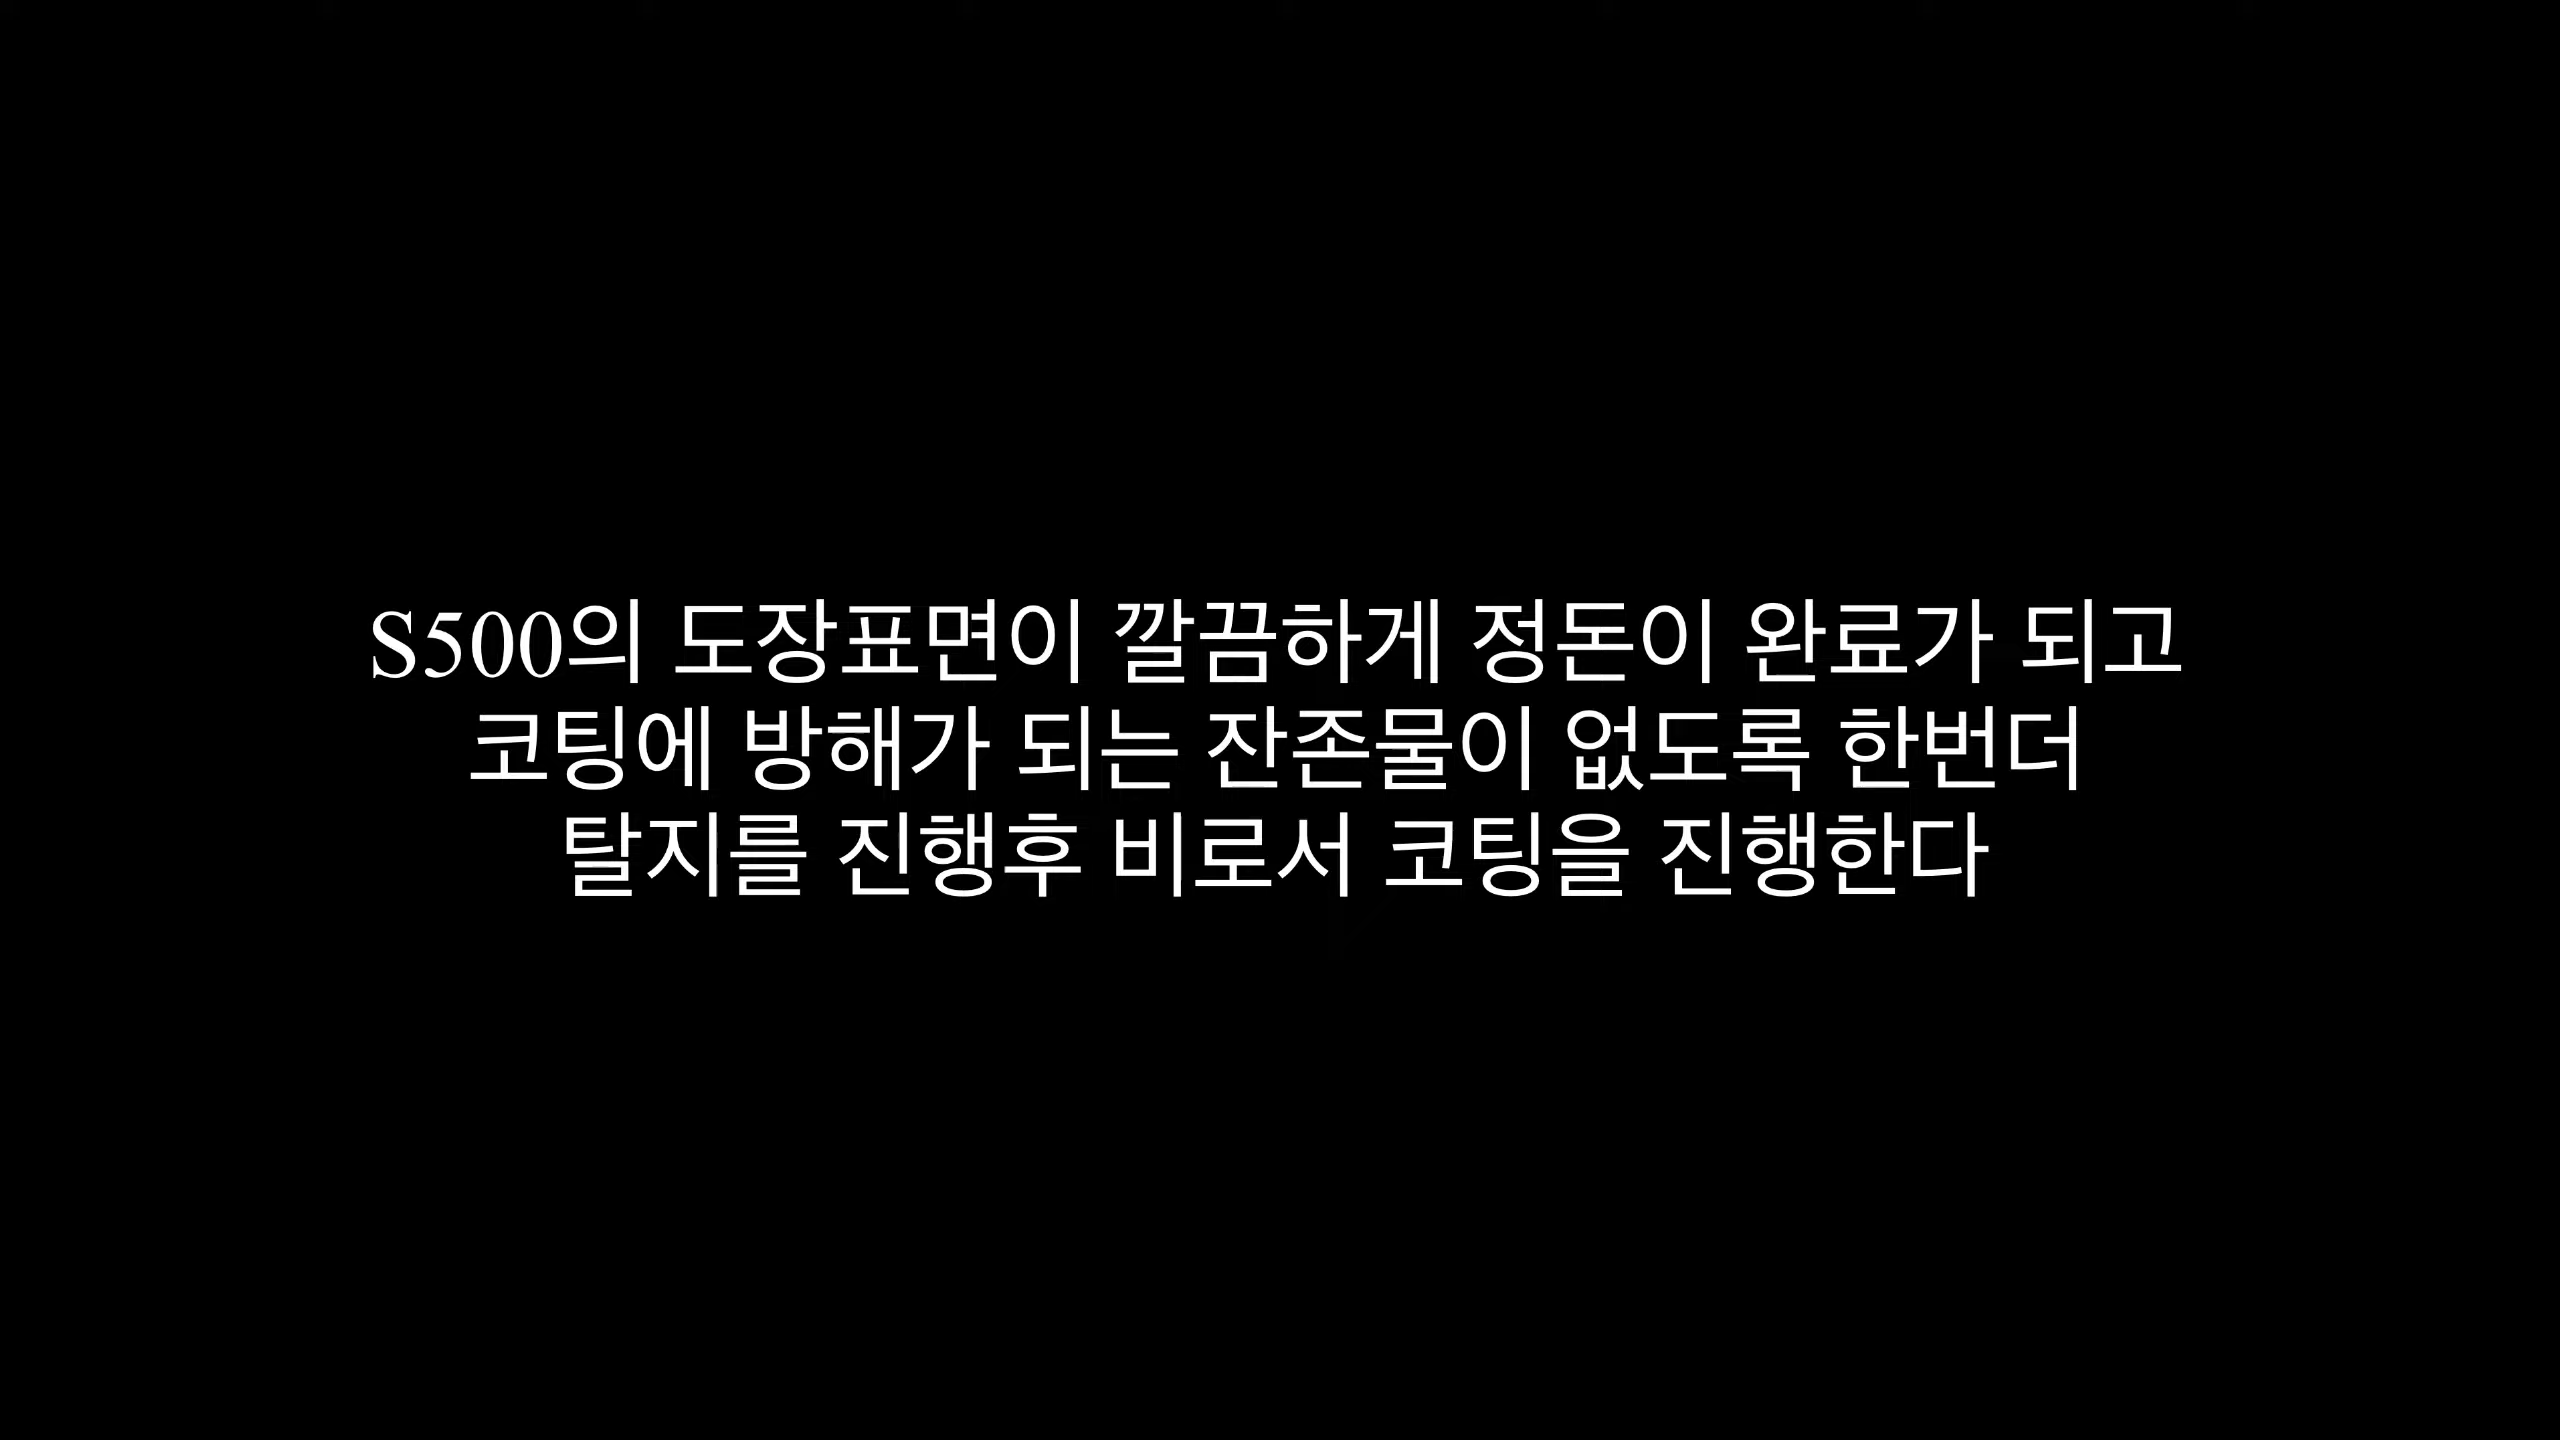 S500의 도장표면이 깔끔하게 정돈이 완료가 되고
코팅에 방해가 되는 잔존물이 없도록 한번더
탈지를 진행후 비로서 코팅을 진행한다